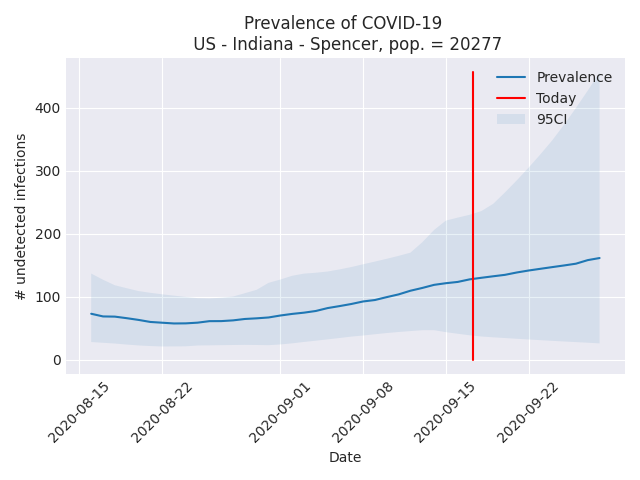 Prevalence of COVID-19
US - Indiana - Spencer, pop. = 20277
Prevalence
Today
95CI
# undetected infections
400
300
200
100
0
2020-08-15
2020-08-22
2020-09-01
2020-09-08
2020-09-15
2020-09-22
Date